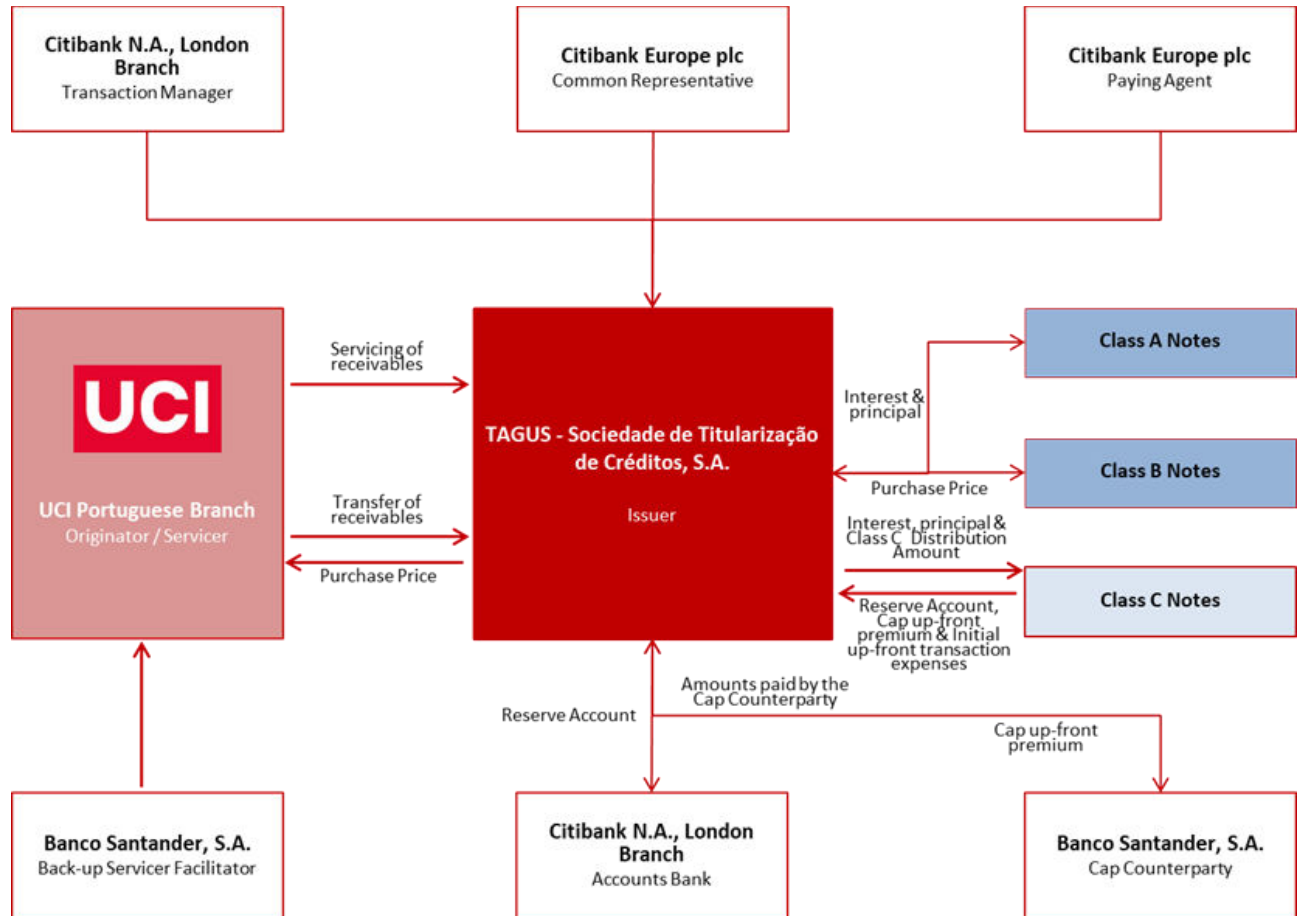 Citibank N.A., London
Branch
Transaction Manager
Citibank Europe plc
Common Representative
Citibank Europe plc
Paying Agent
UCI
UCI Portuguese Branch
Originator / Servicer
Servicing of
receivables
Transfer of
receivables
Purchase Price
TAGUS - Sociedade de Titularização
de Créditos, S.A.
Issuer
Interest &
principal
Purchase Price
Interest, principal &
Class C Distribution
Amount
Reserve Account,
Cap up-front
premium & Initial
up-front transaction
expenses
Class A Notes
Class B Notes
Class C Notes
Reserve Account
Amounts paid by the
Cap Counterparty
Cap up-front
premium
Banco Santander, S.A.
Back-up Servicer Facilitator
Citibank N.A., London
Branch
Accounts Bank
Banco Santander, S.A.
Cap Counterparty